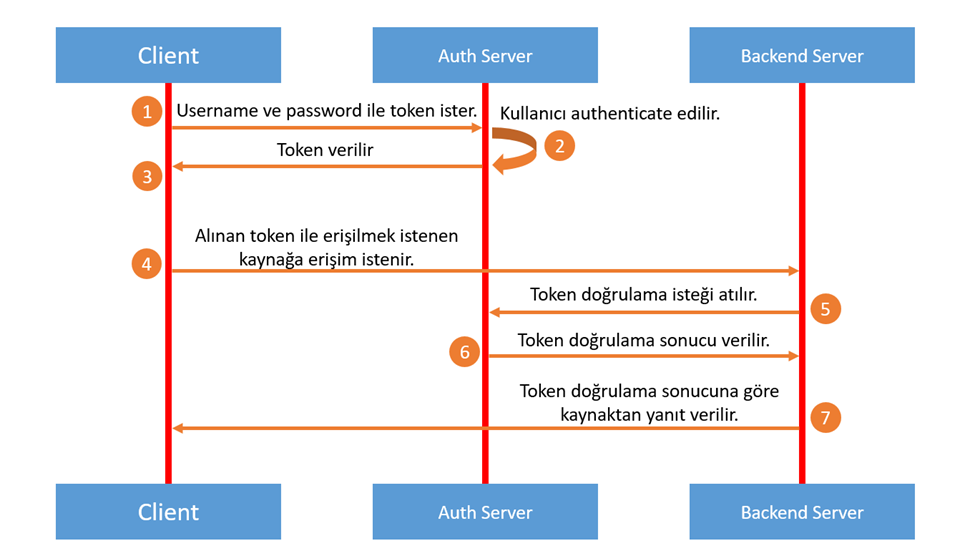 Client
Auth Server
Backend Server
1
Username ve password ile token ister.
Kullanıcı authenticate edilir.
2
Token verilir
3
Alınan token ile erişilmek istenen
kaynağa erişim istenir.
4
Token doğrulama isteği atılır.
5
Token doğrulama sonucu verilir.
6
Token doğrulama sonucuna göre
kaynaktan yanıt verilir.
7
Client
Auth Server
Backend Server